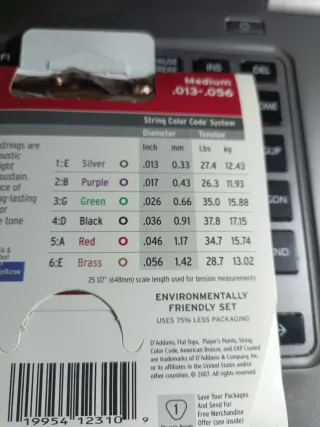 INS
DEL
Medium
.013-.056
String Color Code System
Diameter Tension
Inch mm Lbs kg
1:E Silver .013 0.33 27.4 12.43
2:B Purple .017 0.43 26.3 11.93
3:G Green .026 0.66 35.0 15.88
4:D Black .036 0.91 37.8 17.15
5:A Red .046 1.17 34.7 15.74
6:E Brass .056 1.42 28.7 13.02
25 1/2" (648mm) scale length used for tension measurements
strings are
sustain.
tone
ENVIRONMENTALLY
FRIENDLY SET
USES 75% LESS PACKAGING
D'Addario, Flat Tops, Player's Points, String
Color Code, American Bronze, and EXP Coated
are trademarks of D'Addario & Company, Inc.
or its affiliates in the United States and/or
other countries. © 2007. All rights reserved.
19954 12310 9
1
Save Your Packages
And Send For
Free Merchandise
Offer (see inside)